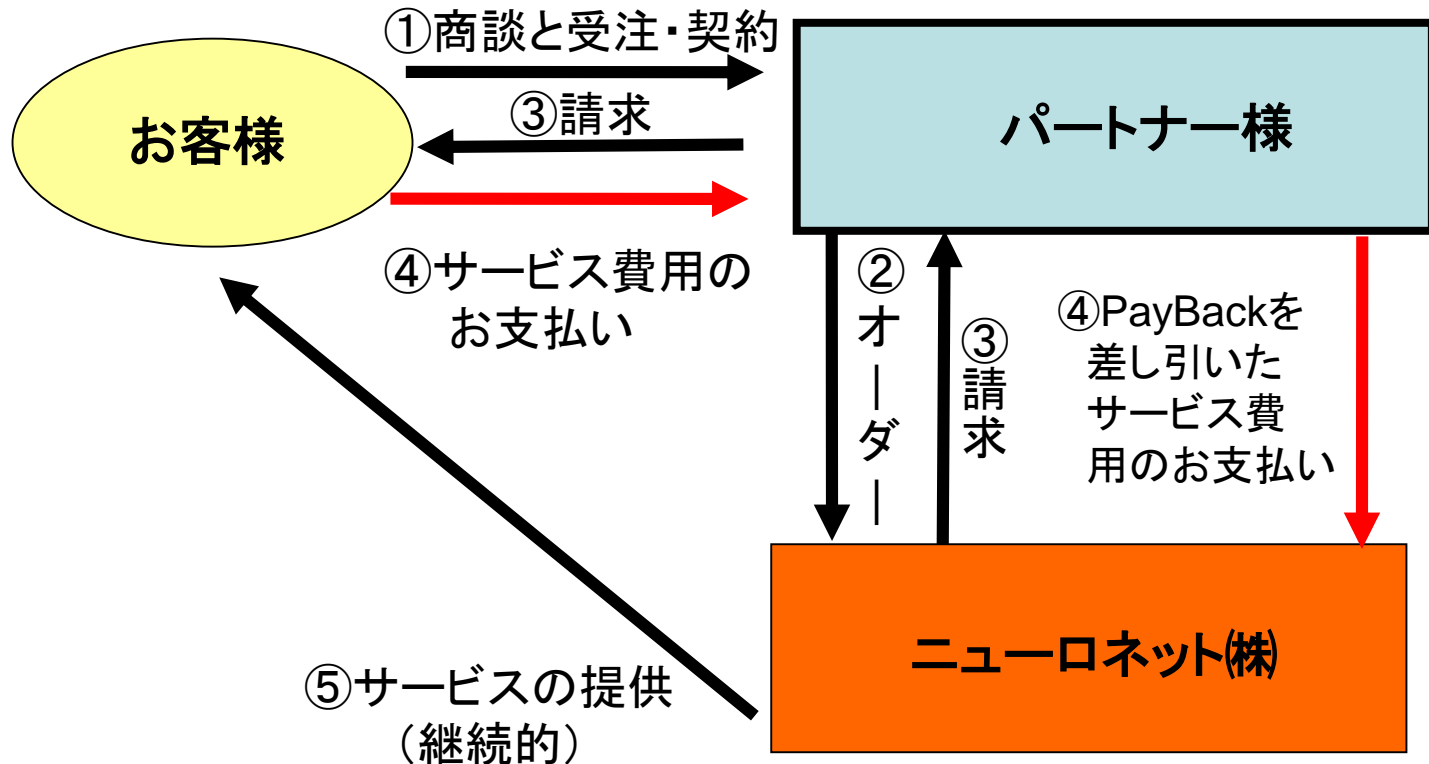 ①商談と受注・契約
お客様
③請求
パートナー様
④サービス費用の
お支払い
②オーダー
③請求
④PayBackを
差し引いた
サービス費
用のお支払い
ニューロネット㈱
⑤サービスの提供
（継続的）